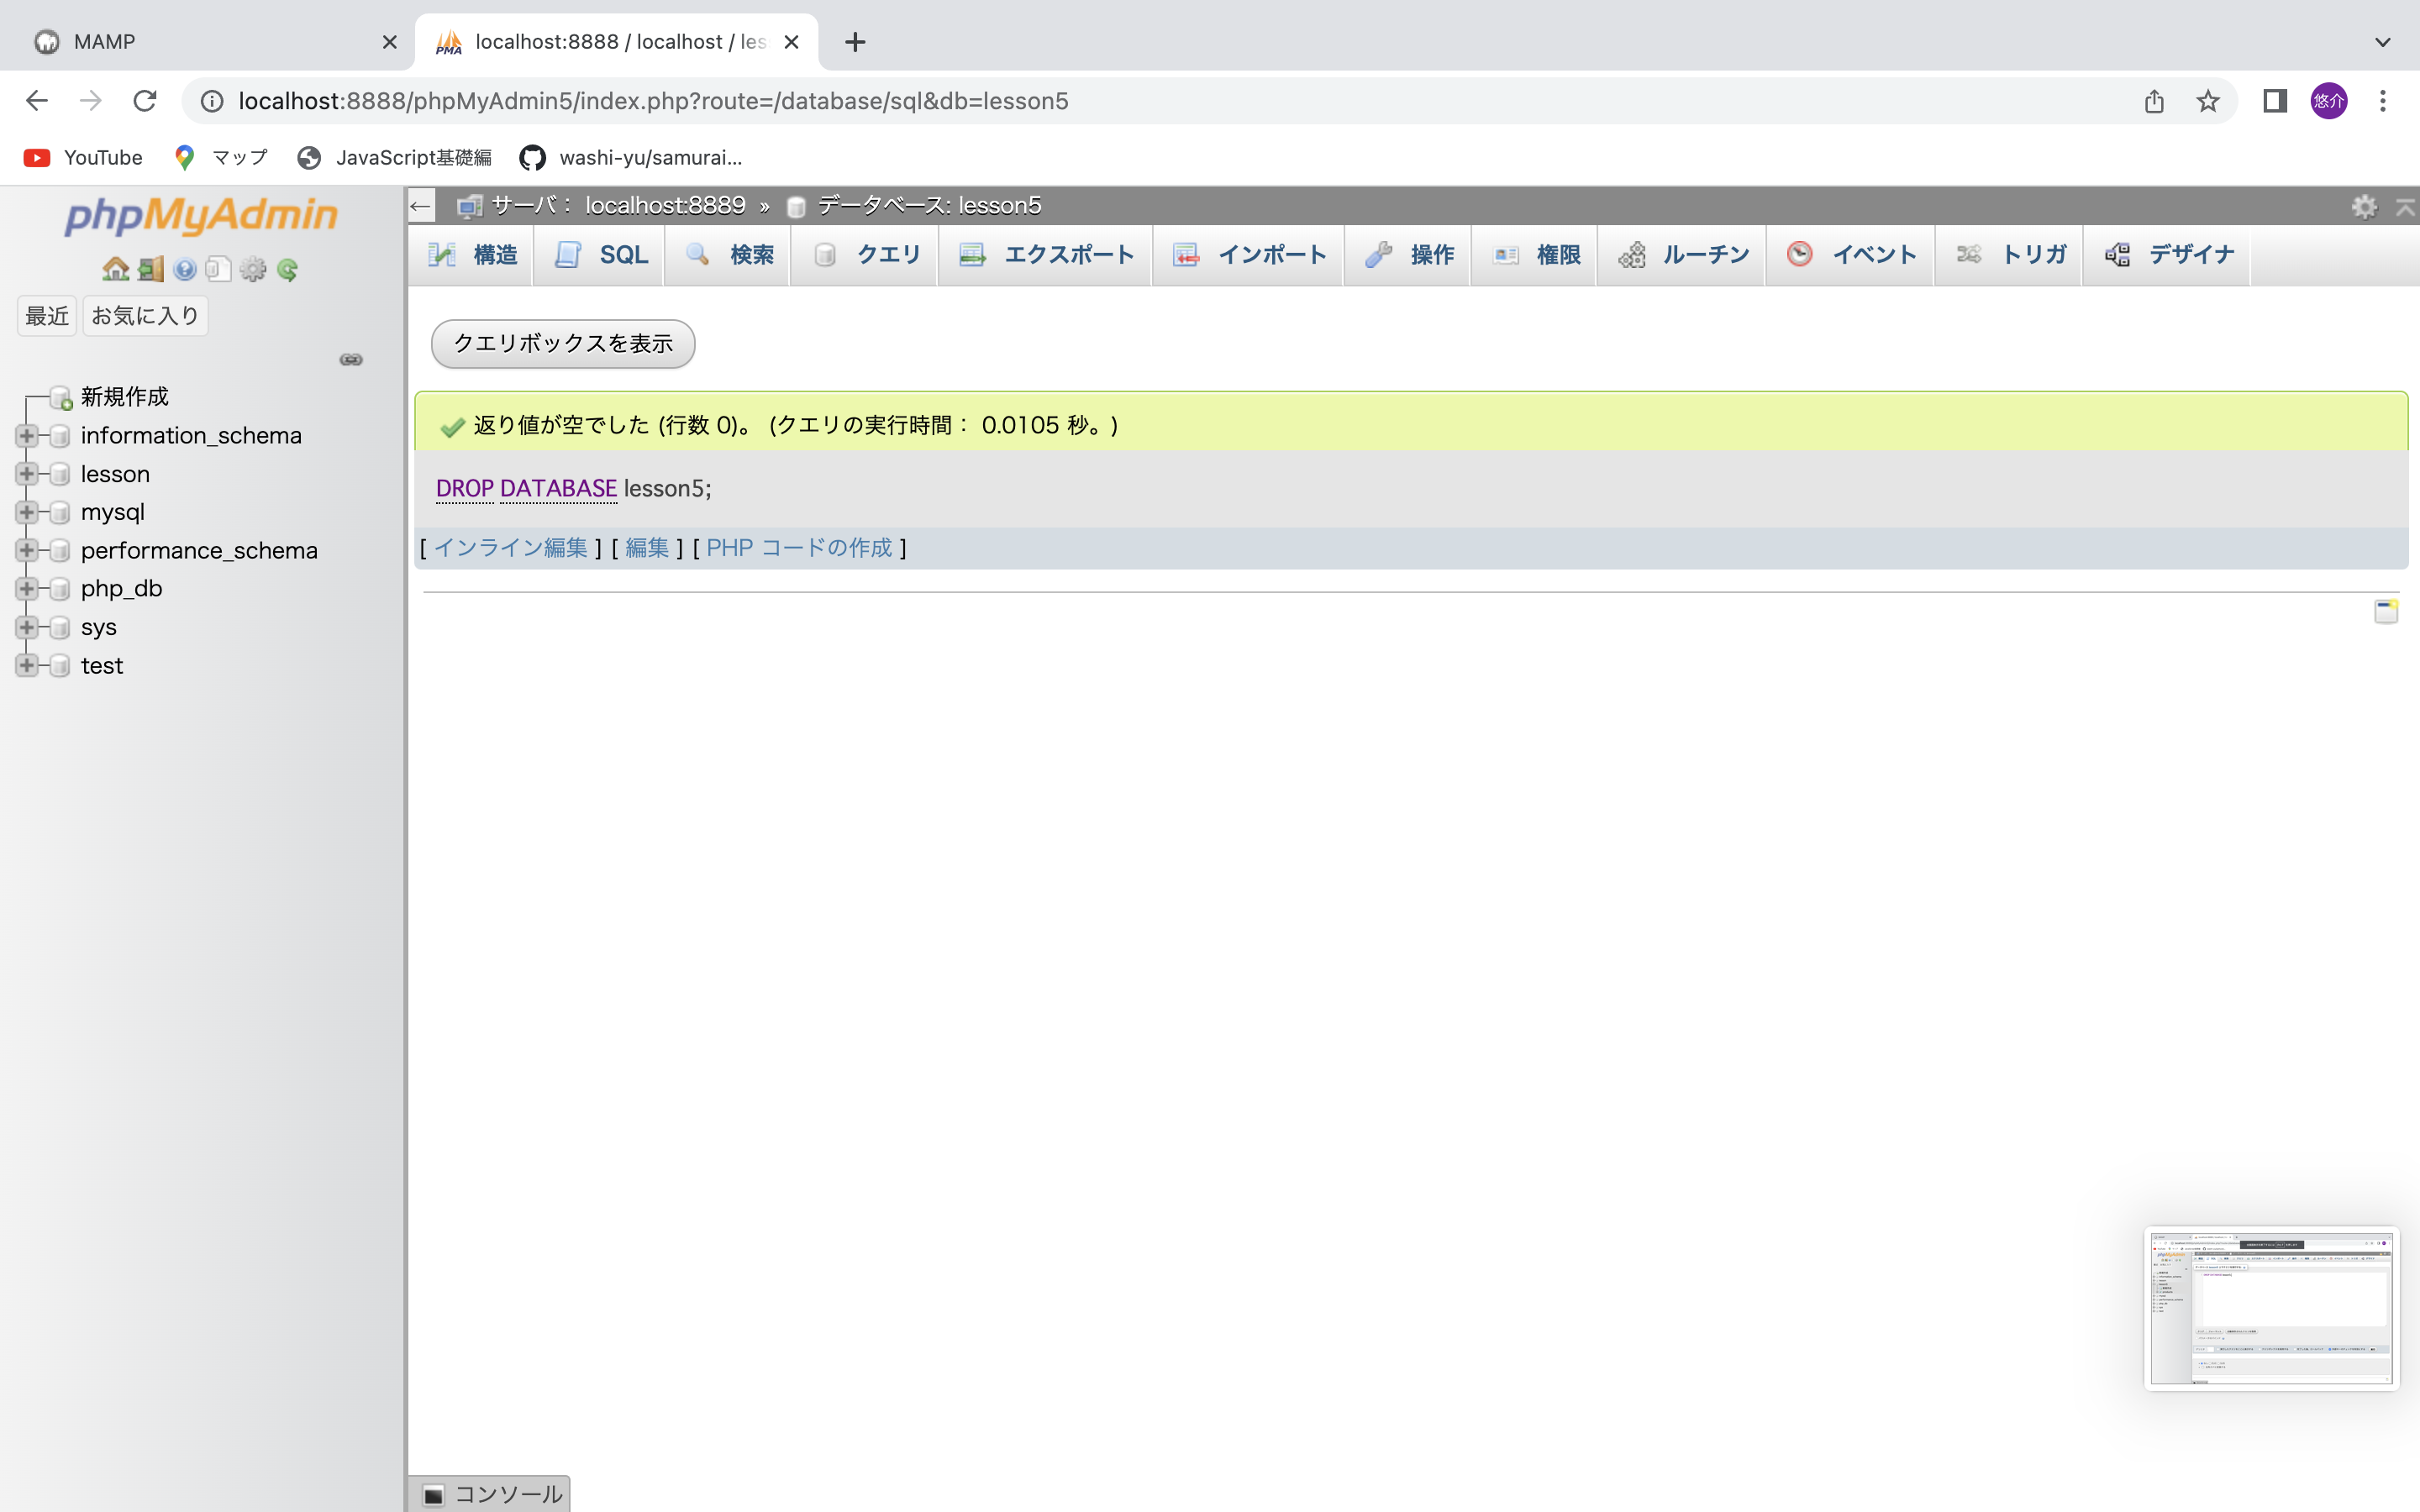 MAMP
localhost:8888 / localhost / les
localhost:8888/phpMyAdmin5/index.php?route=/database/sql&db=lesson5
悠介
YouTube マップ JavaScript基礎編 washi-yu/samurai...
phpMyAdmin
最近 お気に入り
新規作成
information_schema
lesson
mysql
performance_schema
php_db
sys
test
サーバ： localhost:8889 » データベース: lesson5
構造 SQL 検索 クエリ エクスポート インポート 操作 権限 ルーチン イベント トリガ デザイナ
クエリボックスを表示
返り値が空でした (行数 0)。 (クエリの実行時間： 0.0105 秒。)
DROP DATABASE lesson5;
[ インライン編集 ] [ 編集 ] [ PHP コードの作成 ]
コンソール